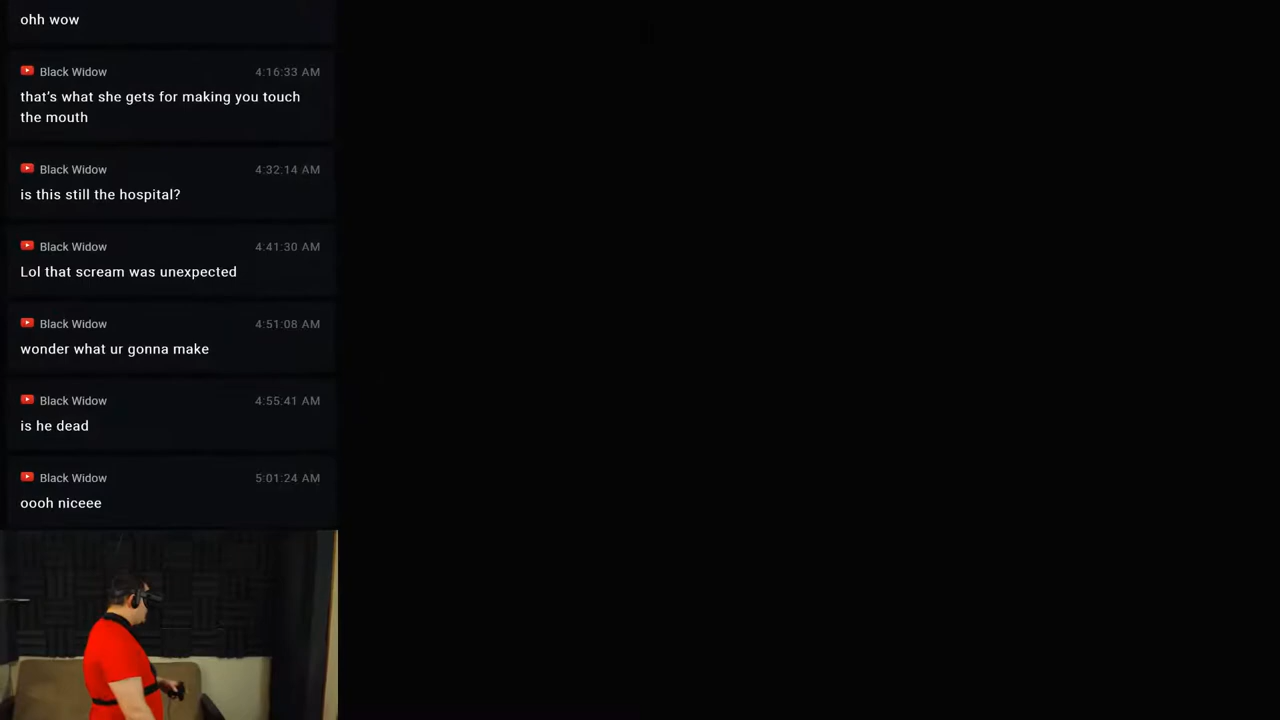 ohh wow
Black Widow 4:16:33 AM
that's what she gets for making you touch
the mouth
Black Widow 4:32:14 AM
is this still the hospital?
Black Widow 4:41:30 AM
Lol that scream was unexpected
Black Widow 4:51:08 AM
wonder what ur gonna make
Black Widow 4:55:41 AM
is he dead
Black Widow 5:01:24 AM
oooh niceee